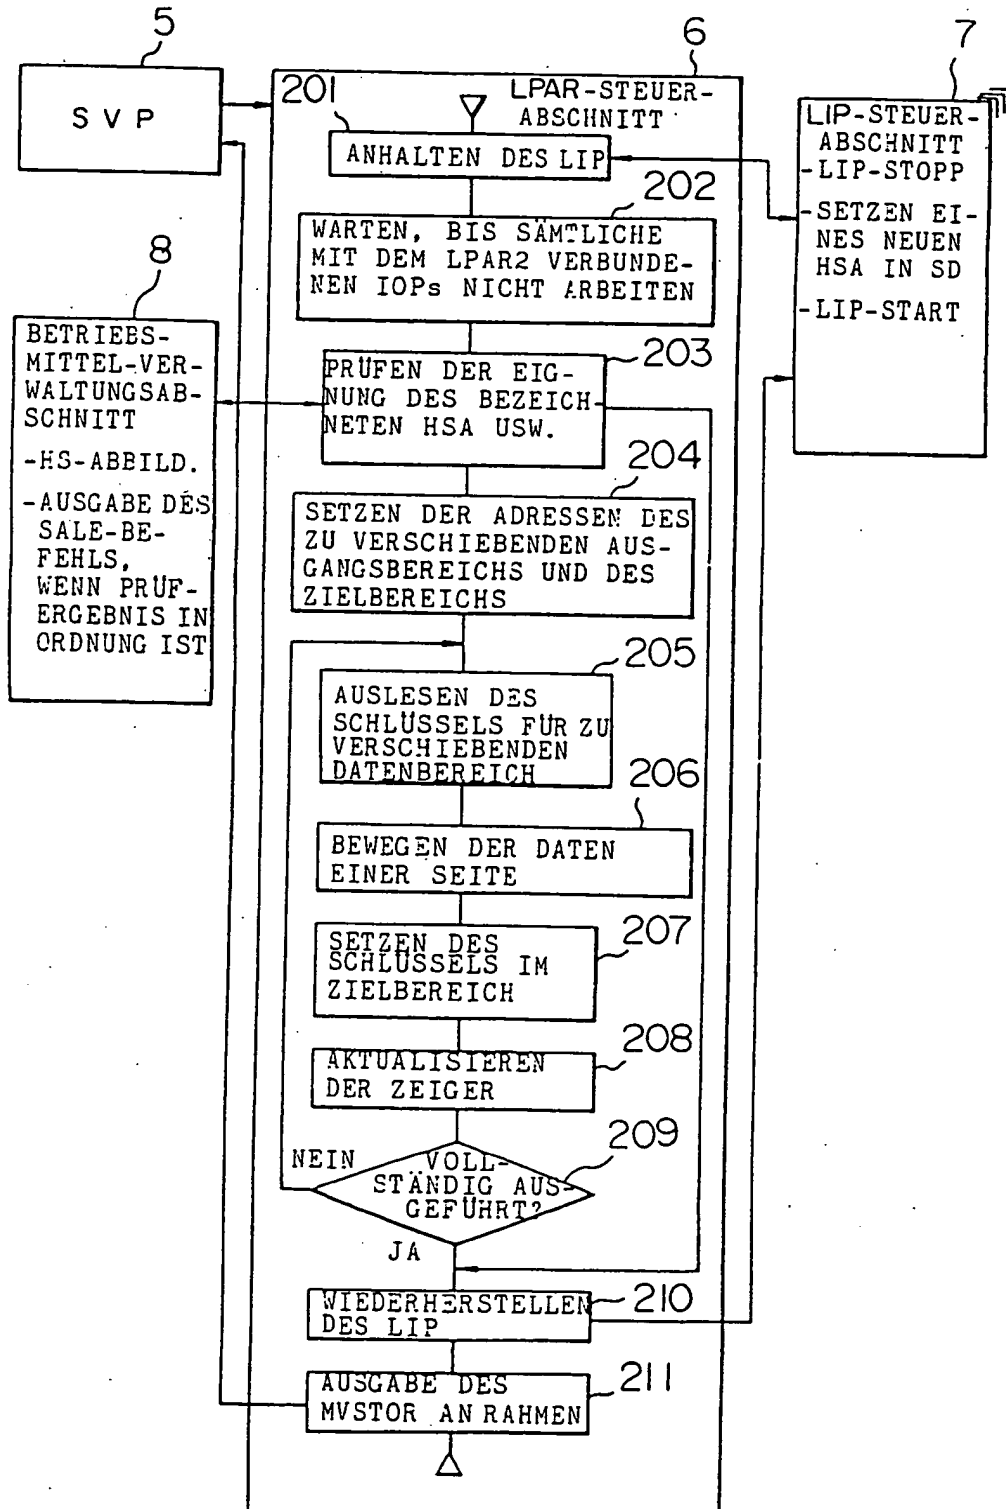 5
SVP
6
LPAR-STEUER-
ABSCHNITT
201
ANHALTEN DES LIP
202
WARTEN, BIS SÄMTLICHE
MIT DEM LPAR2 VERBUNDE-
NEN IOPs NICHT ARBEITEN
203
PRÜFEN DER EIG-
NUNG DES BEZEICH-
NETEN HSA USW.
204
SETZEN DER ADRESSEN DES
ZU VERSCHIEBENDEN AUS-
GANGSBEREICHS UND DES
ZIELBEREICHS
205
AUSLESEN DES
SCHLÜSSELS FÜR ZU
VERSCHIEBENDEN
DATENBEREICH
206
BEWEGEN DER DATEN
EINER SEITE
207
SETZEN DES
SCHLÜSSELS IM
ZIELBEREICH
208
AKTUALISIEREN
DER ZEIGER
209
NEIN
VOLL-
STÄNDIG AUS-
GEFÜHRT?
JA
210
WIEDERHERSTELLEN
DES LIP
211
AUSGABE DES
MVSTOR AN RAHMEN
7
LIP-STEUER-
ABSCHNITT
-LIP-STOPP
-SETZEN EI-
NES NEUEN
HSA IN SD
-LIP-START
8
BETRIEBS-
MITTEL-VER-
WALTUNGSAB-
SCHNITT
-HS-ABBILD.
-AUSGABE DES
SALE-BE-
FEHLS,
WENN PRÜF-
ERGEBNIS IN
ORDNUNG IST